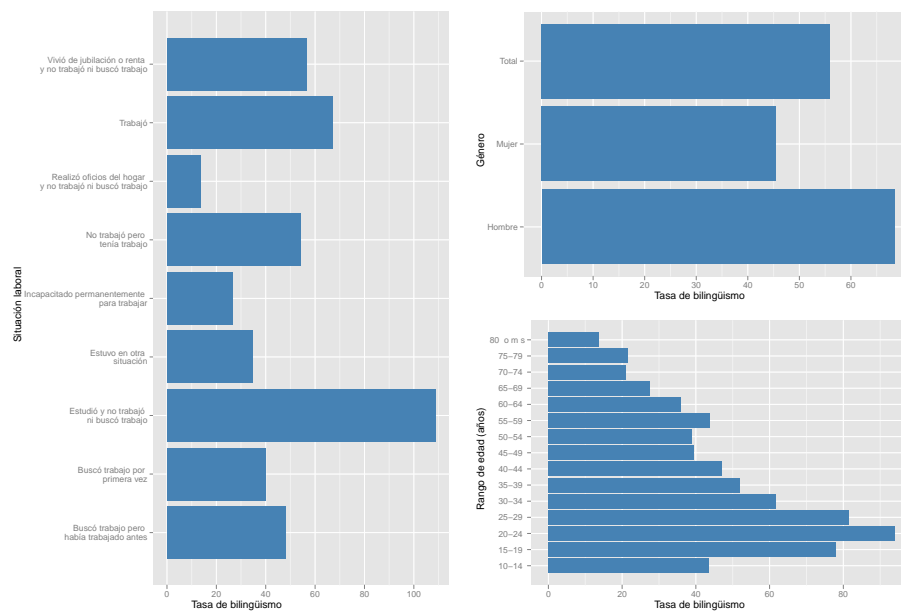 Situación laboral
Vivió de jubilación o renta
y no trabajó ni buscó trabajo
Trabajó
Realizó oficios del hogar
y no trabajó ni buscó trabajo
No trabajó pero
tenía trabajo
Incapacitado permanentemente
para trabajar
Estuvo en otra
situación
Estudió y no trabajó
ni buscó trabajo
Buscó trabajo por
primera vez
Buscó trabajo pero
había trabajado antes
0 20 40 60 80 100
Tasa de bilingüismo
Género
Total
Mujer
Hombre
0 10 20 30 40 50 60
Tasa de bilingüismo
Rango de edad (años)
80 o m s
75–79
70–74
65–69
60–64
55–59
50–54
45–49
40–44
35–39
30–34
25–29
20–24
15–19
10–14
0 20 40 60 80
Tasa de bilingüismo